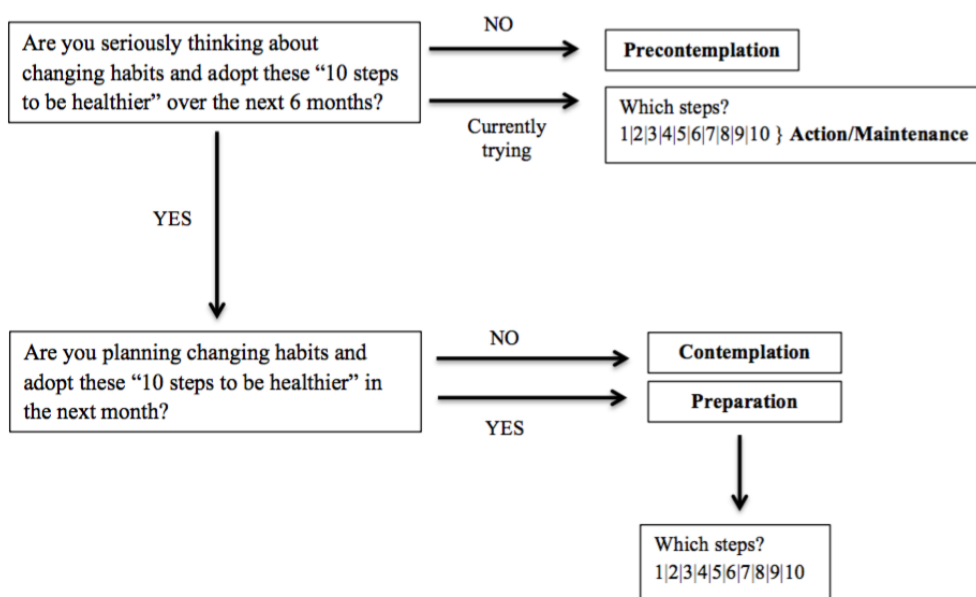 Are you seriously thinking about
changing habits and adopt these “10 steps
to be healthier” over the next 6 months?
NO
Precontemplation
Currently
trying
Which steps?
1|2|3|4|5|6|7|8|9|10 } Action/Maintenance
YES
Are you planning changing habits and
adopt these “10 steps to be healthier” in
the next month?
NO
Contemplation
YES
Preparation
Which steps?
1|2|3|4|5|6|7|8|9|10